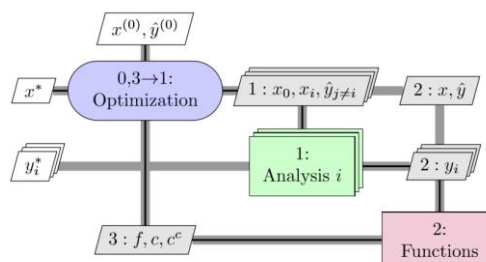 x^{(0)}, ŷ^{(0)}
x*
0,3→1:
Optimization
1 : x_0, x_i, ŷ_{j≠i}
2 : x, ŷ
y_i^*
1:
Analysis i
2 : y_i
3 : f, c, c^c
2:
Functions